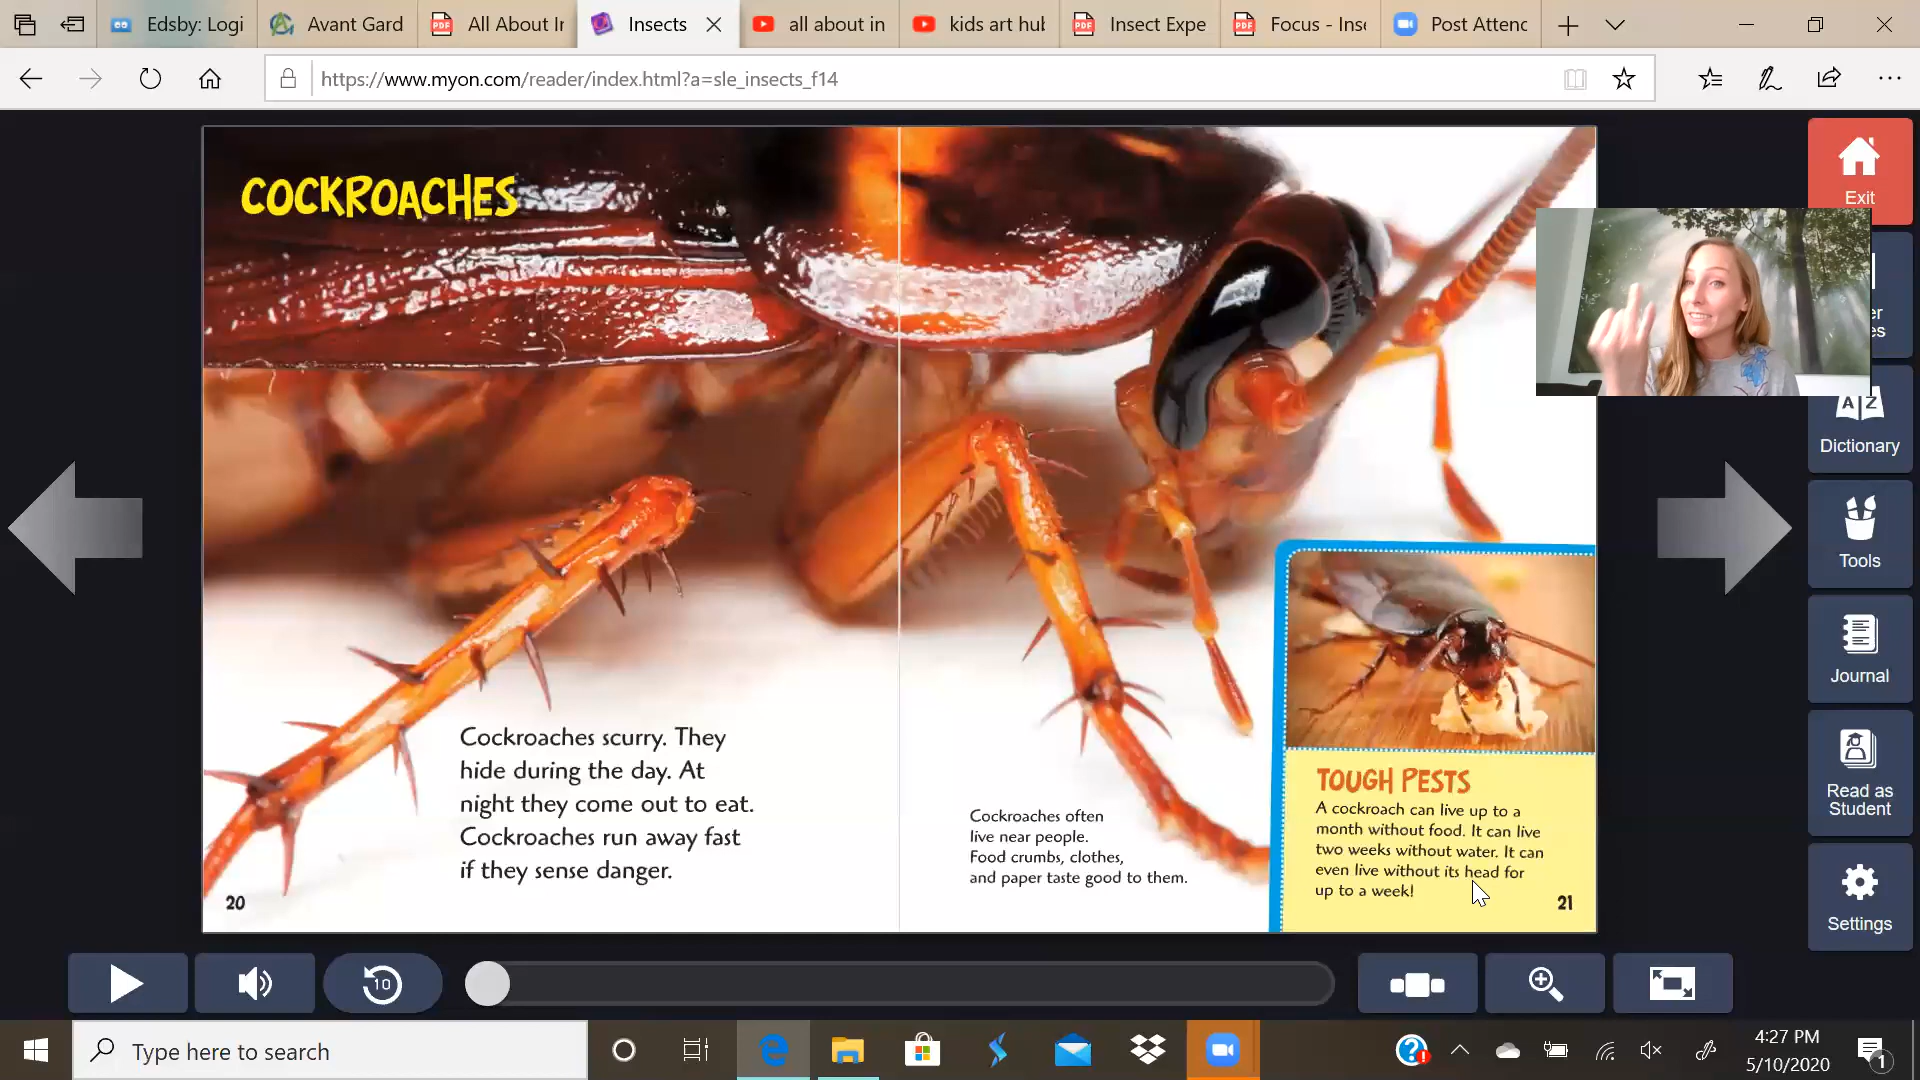 Edsby: Logi
Avant Gard
All About Ir
Insects
all about in
kids art hub
Insect Expe
Focus - Inse
Post Attenc
https://www.myon.com/reader/index.html?a=sle_insects_f14
COCKROACHES
Cockroaches scurry. They
hide during the day. At
night they come out to eat.
Cockroaches run away fast
if they sense danger.
20
Cockroaches often
live near people.
Food crumbs, clothes,
and paper taste good to them.
TOUGH PESTS
A cockroach can live up to a
month without food. It can live
two weeks without water. It can
even live without its head for
up to a week!
21
Exit
er
es
A|Z
Dictionary
Tools
Journal
Read as
Student
Settings
10
Type here to search
4:27 PM
5/10/2020
1